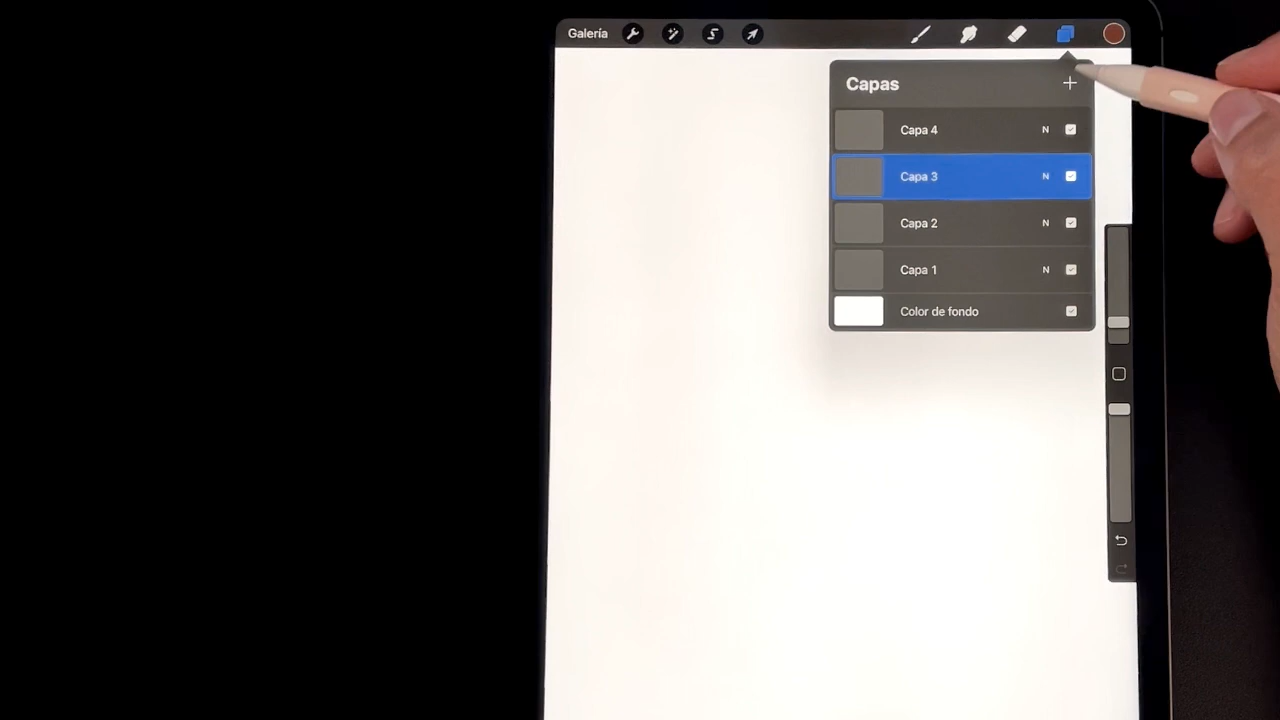 Galería
Capas
Capa 4 N
Capa 3 N
Capa 2 N
Capa 1 N
Color de fondo